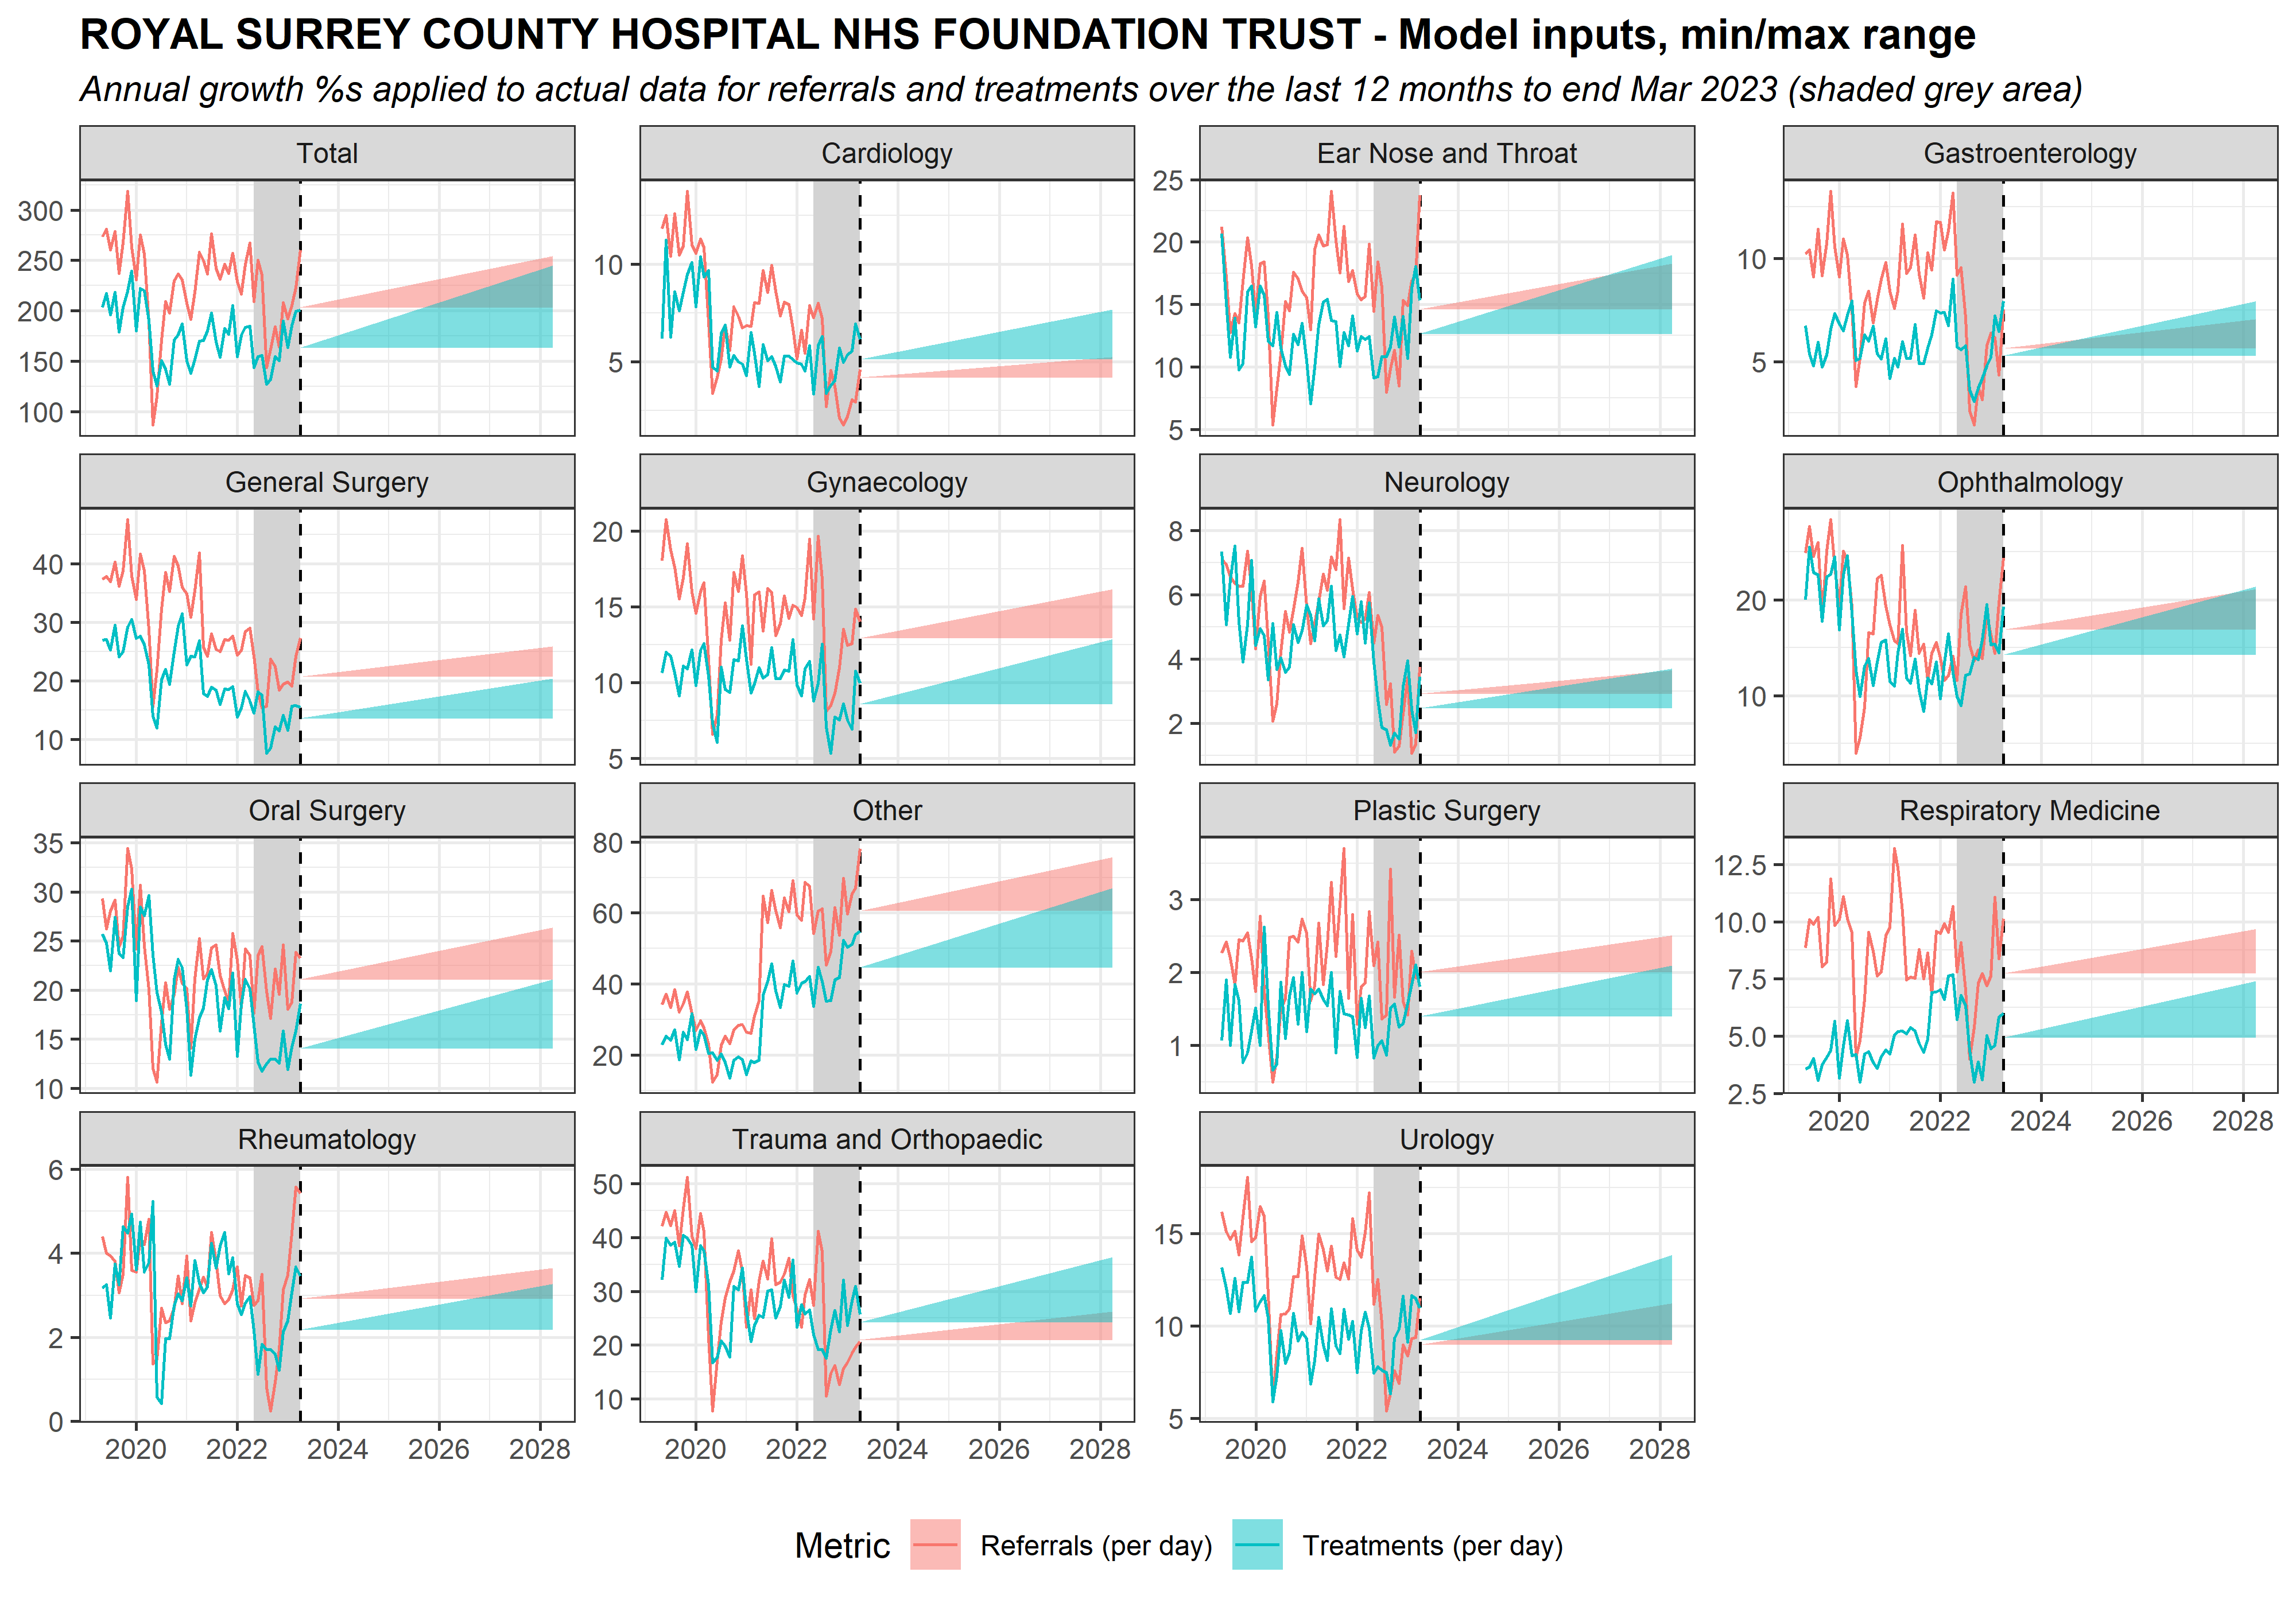 ROYAL SURREY COUNTY HOSPITAL NHS FOUNDATION TRUST - Model inputs, min/max range
Annual growth %s applied to actual data for referrals and treatments over the last 12 months to end Mar 2023 (shaded grey area)
Total
Cardiology
Ear Nose and Throat
Gastroenterology
300
250
200
150
100
10
5
25
20
15
10
5
10
5
General Surgery
Gynaecology
Neurology
Ophthalmology
40
30
20
10
20
15
10
5
8
6
4
2
20
10
Oral Surgery
Other
Plastic Surgery
Respiratory Medicine
35
30
25
20
15
10
80
60
40
20
3
2
1
12.5
10.0
7.5
5.0
2.5
2020 2022 2024 2026 2028
Rheumatology
Trauma and Orthopaedic
Urology
6
4
2
0
50
40
30
20
10
15
10
5
2020 2022 2024 2026 2028
2020 2022 2024 2026 2028
2020 2022 2024 2026 2028
Metric Referrals (per day) Treatments (per day)